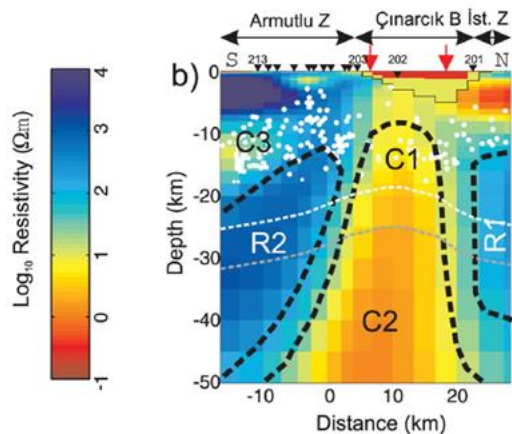 Armutlu Z Çınarcık B İst. Z
S 213 203 202 201 N
b)
Log10 Resistivity (Ωm)
4
3
2
1
0
-1
Depth (km)
0
-10
-20
-30
-40
-50
C3
C1
R2
R1
C2
-10 0 10 20
Distance (km)